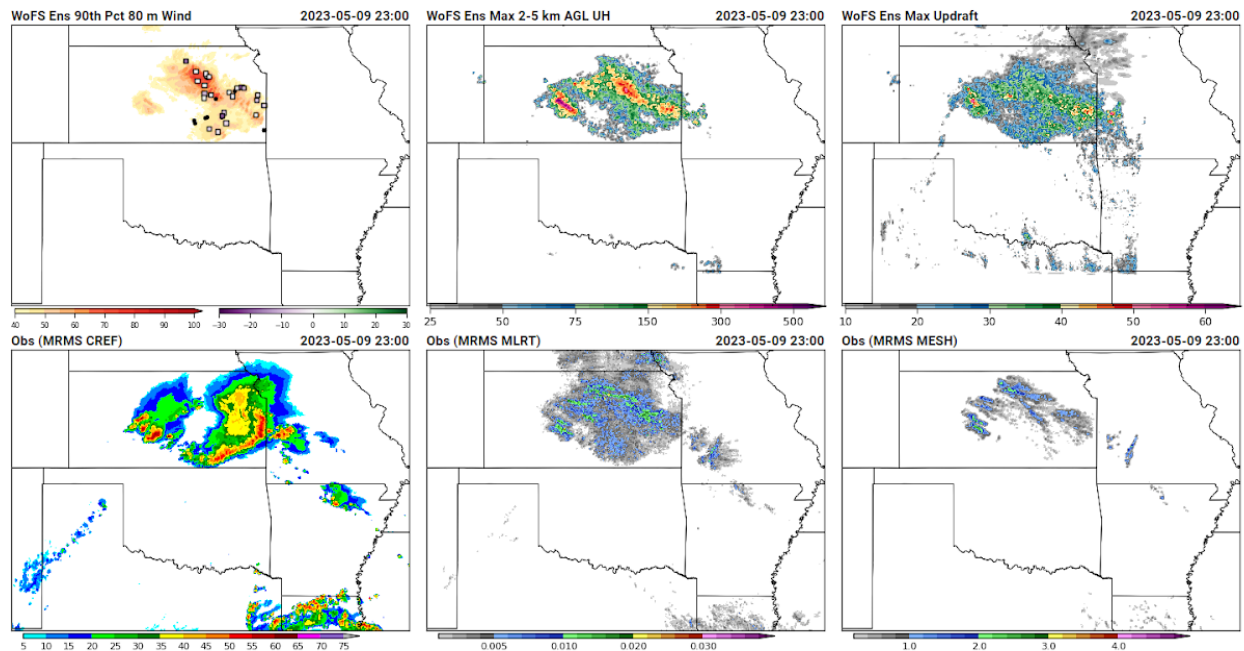 WoFS Ens 90th Pct 80 m Wind 2023-05-09 23:00
WoFS Ens Max 2-5 km AGL UH 2023-05-09 23:00
WoFS Ens Max Updraft 2023-05-09 23:00
40 50 60 70 80 90 100 -30 -20 -10 0 10 20 30
25 50 75 150 300 500
10 20 30 40 50 60
Obs (MRMS CREF) 2023-05-09 23:00
Obs (MRMS MLRT) 2023-05-09 23:00
Obs (MRMS MESH) 2023-05-09 23:00
5 10 15 20 25 30 35 40 45 50 55 60 65 70 75
0.005 0.010 0.020 0.030
1.0 2.0 3.0 4.0